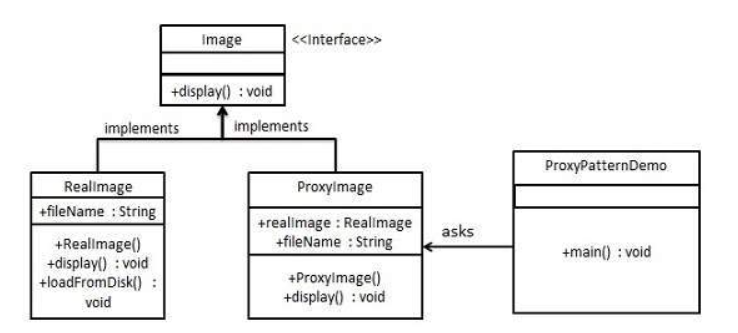 Image
<<Interface>>
+display() : void
implements
implements
RealImage
+fileName : String
+RealImage()
+display() : void
+loadFromDisk() :
void
ProxyImage
+realImage : RealImage
+fileName : String
+ProxyImage()
+display() : void
asks
ProxyPatternDemo
+main() : void